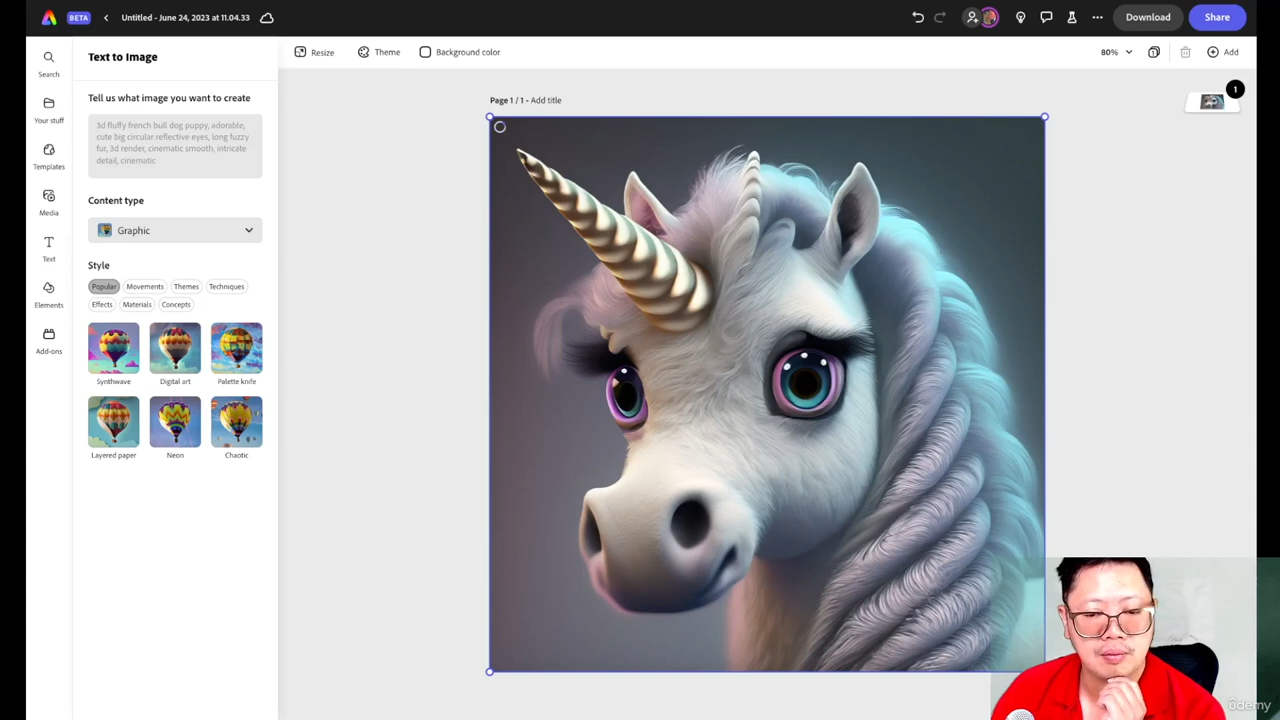 BETA
Untitled - June 24, 2023 at 11.04.33
Download
Share
Search
Your stuff
Templates
Media
Text
Elements
Add-ons
Text to Image
Tell us what image you want to create
3d fluffy french bull dog puppy, adorable,
cute big circular reflective eyes, long fuzzy
fur, 3d render, cinematic smooth, intricate
detail, cinematic
Content type
Graphic
Style
Popular
Movements
Themes
Techniques
Effects
Materials
Concepts
Synthwave
Digital art
Palette knife
Layered paper
Neon
Chaotic
Resize
Theme
Background color
80%
1
Add
Page 1 / 1 - Add title
1
ûdemy